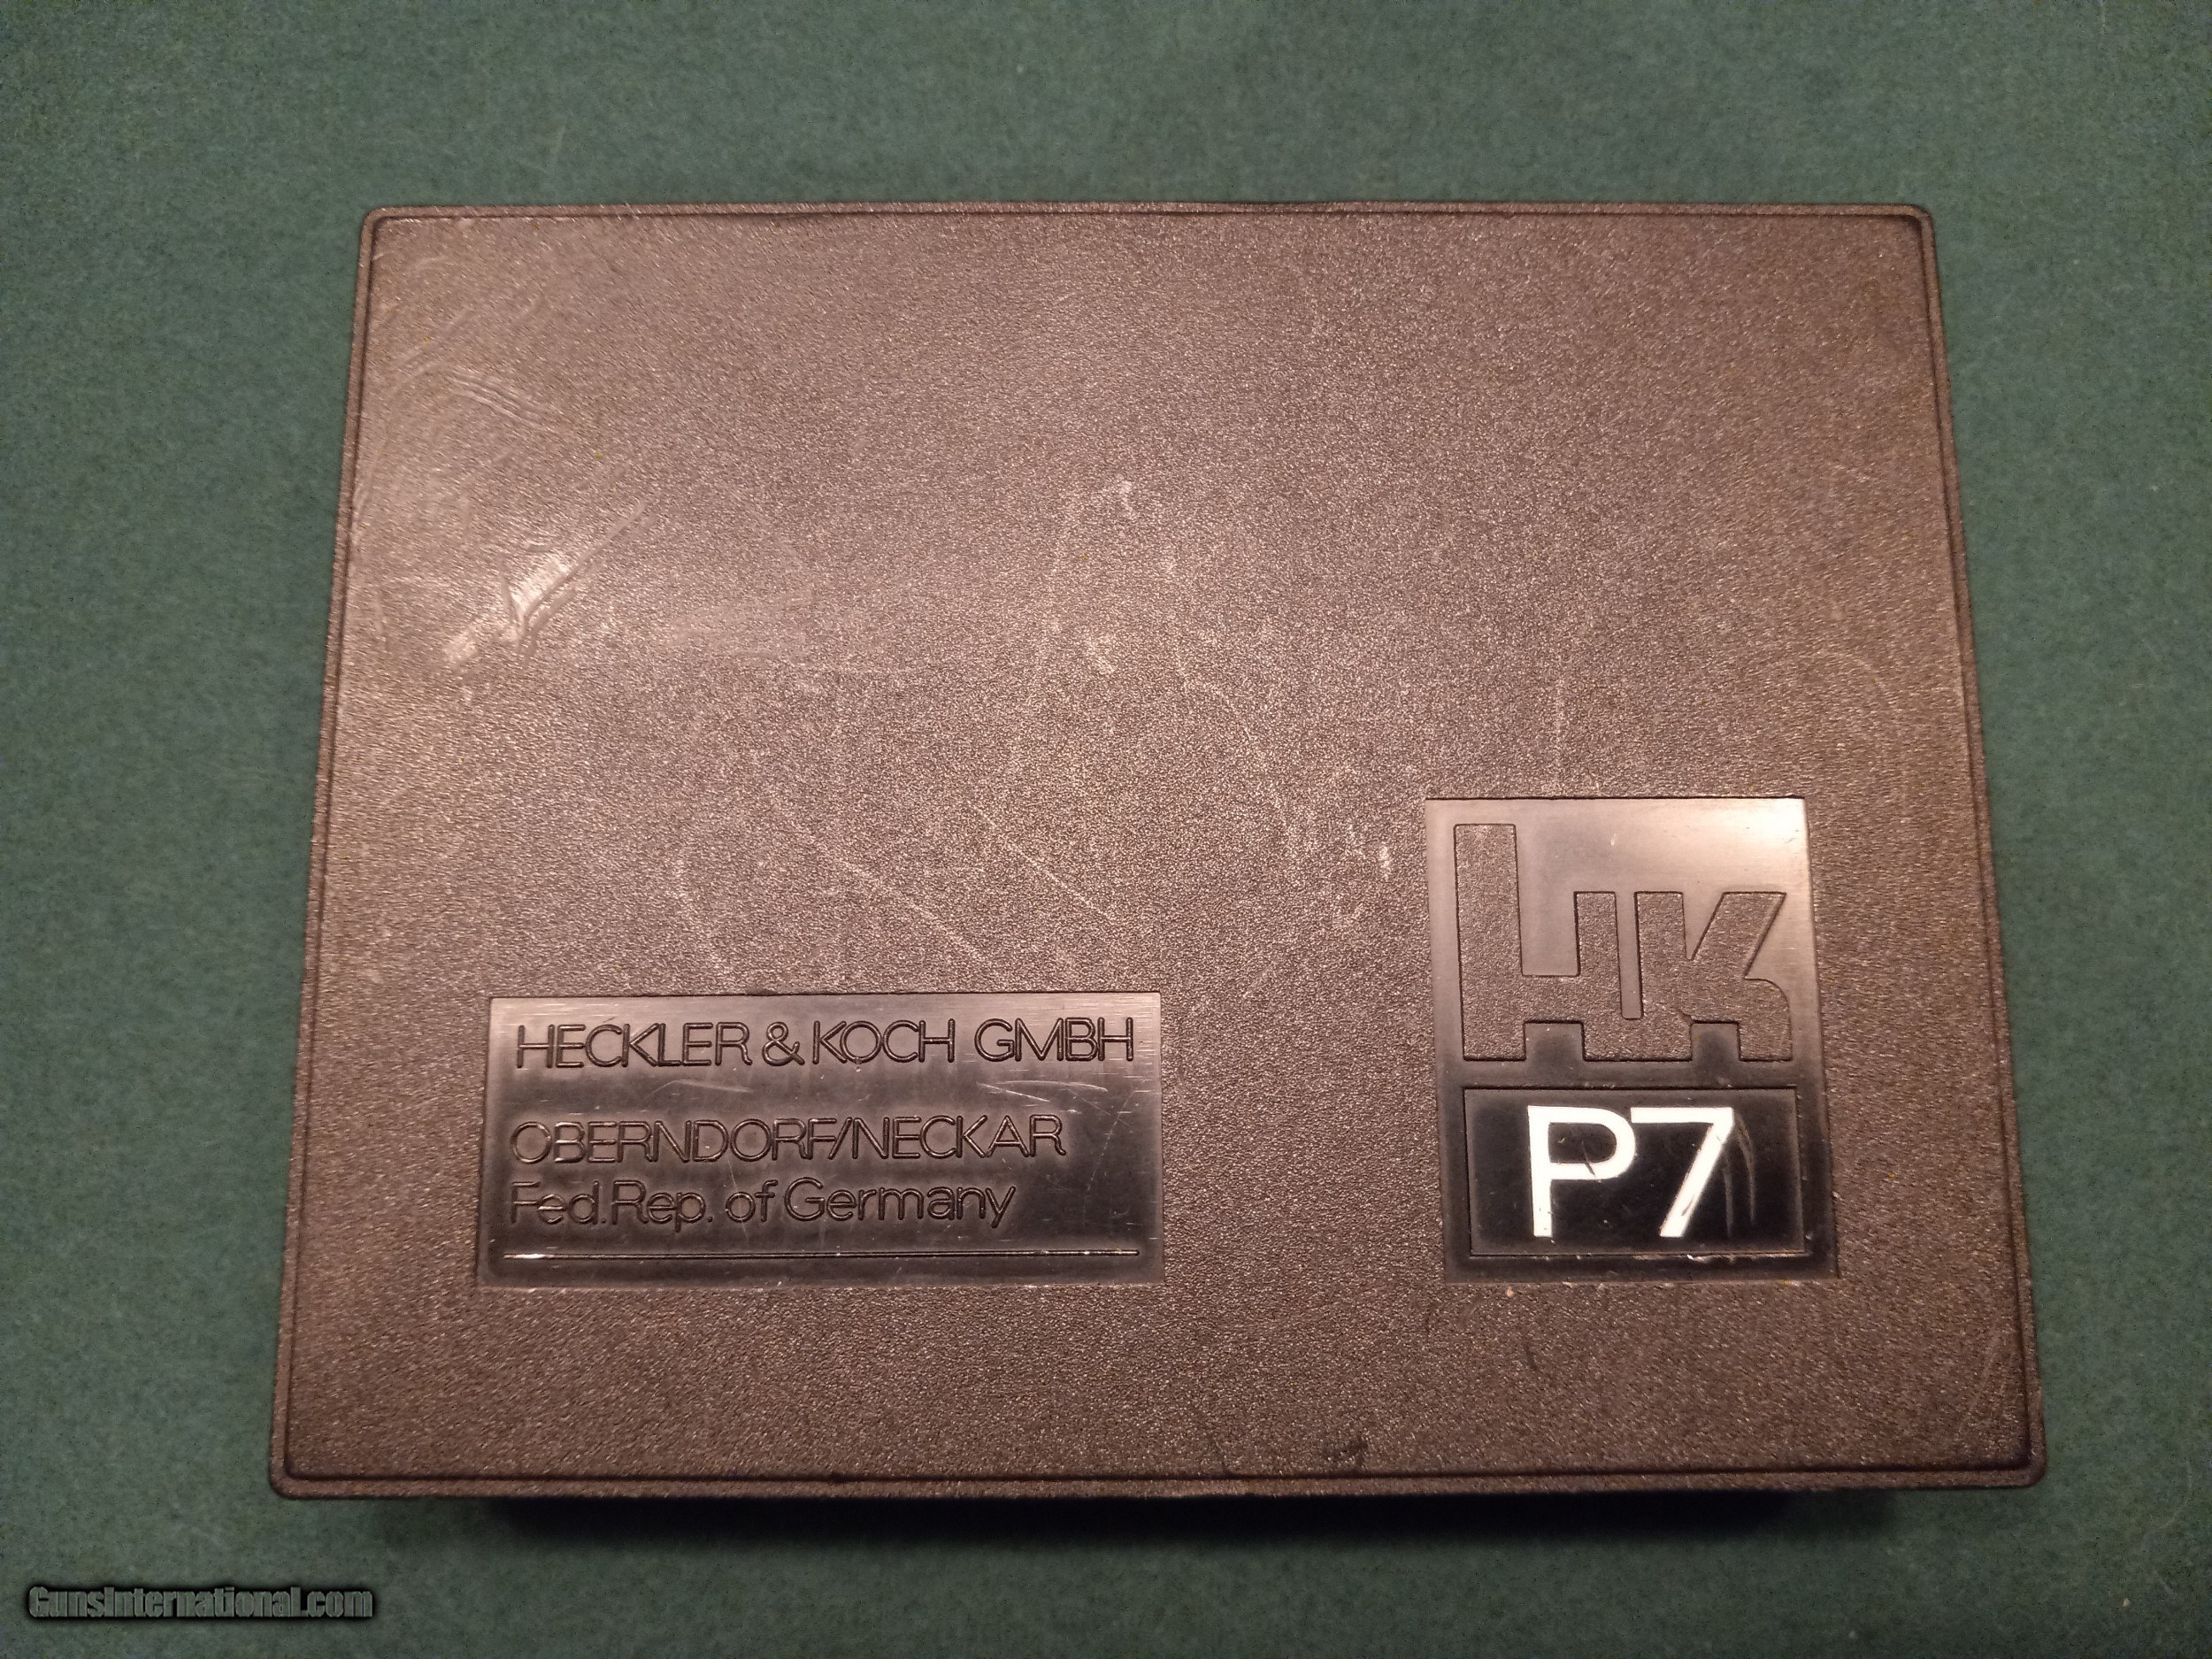 HK
HECKLER & KOCH GMBH
OBERNDORF/NECKAR
Fed.Rep. of Germany
P7
GunsInternational.com